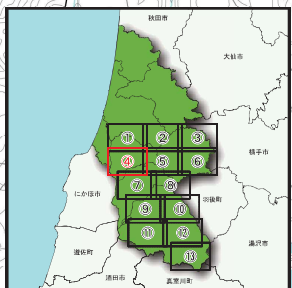 秋田市
大仙市
① ② ③
横手市
④ ⑤ ⑥
⑦ ⑧
にかほ市
羽後町
⑨ ⑩
⑪ ⑫
湯沢市
遊佐町
⑬
酒田市
真室川町